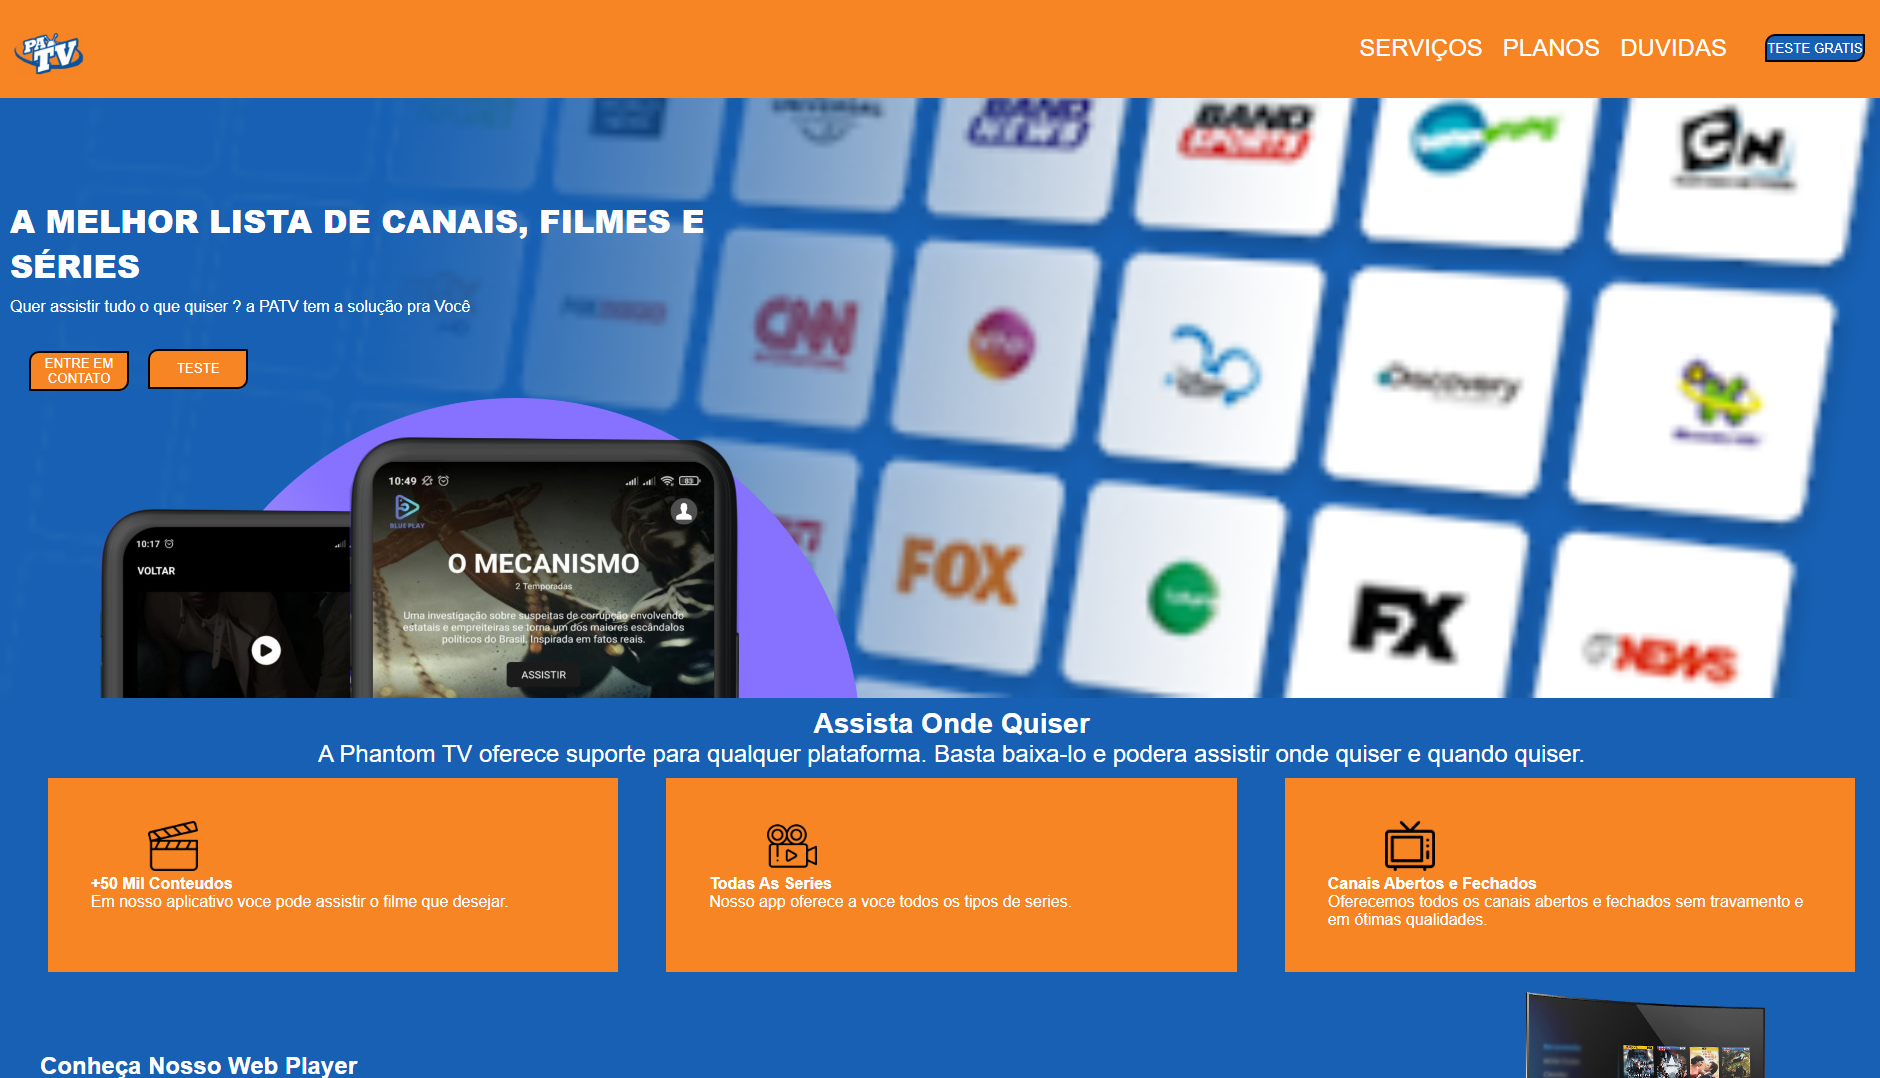 PA
TV
SERVIÇOS PLANOS DUVIDAS TESTE GRATIS
UNIVERSAL
BAND
NEWS
BAND
SPORTS
CN
A MELHOR LISTA DE CANAIS, FILMES E
SÉRIES
Quer assistir tudo o que quiser ? a PATV tem a solução pra Você
CNN
Discovery
ENTRE EM
CONTATO
TESTE
10:49
83
BLUE PLAY
O MECANISMO
2 Temporadas
Uma investigação sobre suspeitas de corrupção envolvendo
estatais e empreiteiras se torna um dos maiores escândalos
políticos do Brasil. Inspirada em fatos reais.
ASSISTIR
10:17
VOLTAR
FOX
FX
NEWS
Assista Onde Quiser
A Phantom TV oferece suporte para qualquer plataforma. Basta baixa-lo e podera assistir onde quiser e quando quiser.
+50 Mil Conteudos
Em nosso aplicativo voce pode assistir o filme que desejar.
Todas As Series
Nosso app oferece a voce todos os tipos de series.
Canais Abertos e Fechados
Oferecemos todos os canais abertos e fechados sem travamento e
em ótimas qualidades.
Conheça Nosso Web Player